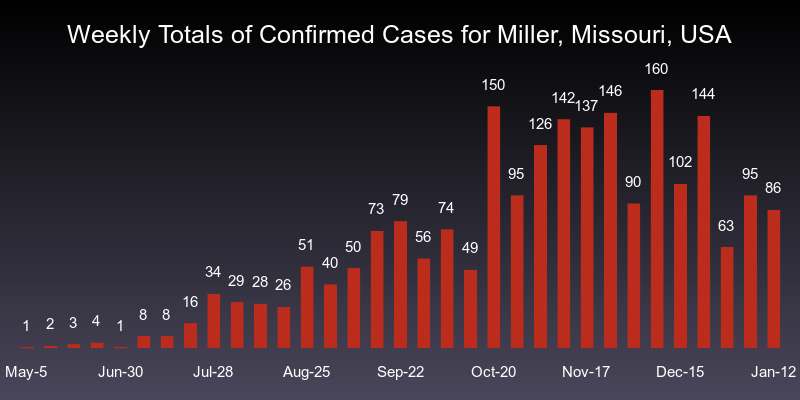 Weekly Totals of Confirmed Cases for Miller, Missouri, USA
1 2 3 4 1 8 8 16 34 29 28 26 51 40 50 73 79 56 74 49 150 95 126 142 137 146 90 160 102 144 63 95 86
May-5 Jun-30 Jul-28 Aug-25 Sep-22 Oct-20 Nov-17 Dec-15 Jan-12